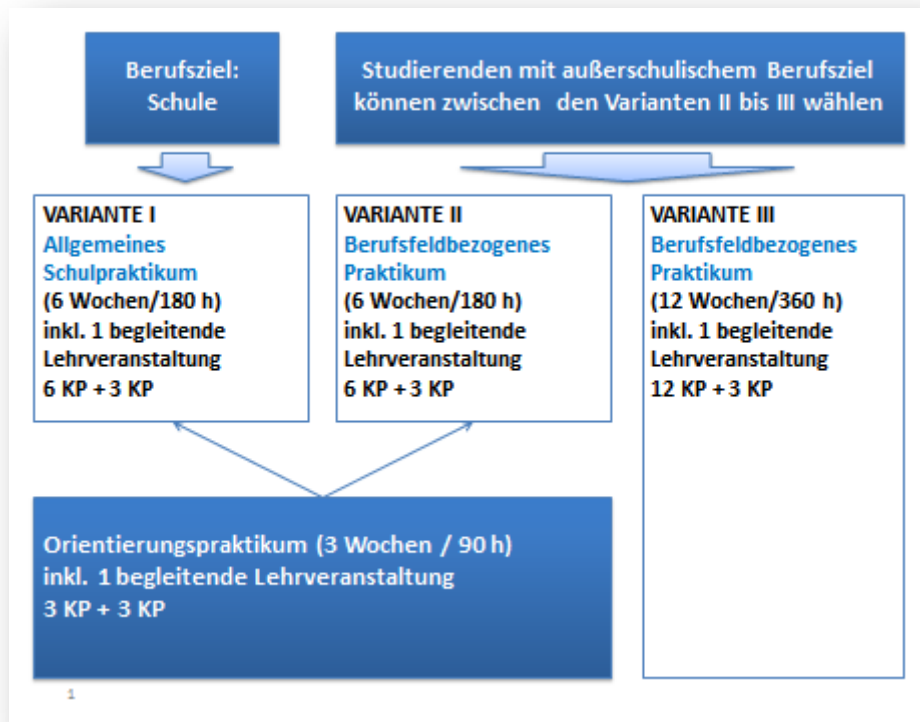 Berufsziel:
Schule
Studierenden mit außerschulischem Berufsziel
können zwischen den Varianten II bis III wählen
VARIANTE I
Allgemeines
Schulpraktikum
(6 Wochen/180 h)
inkl. 1 begleitende
Lehrveranstaltung
6 KP + 3 KP
VARIANTE II
Berufsfeldbezogenes
Praktikum
(6 Wochen/180 h)
inkl. 1 begleitende
Lehrveranstaltung
6 KP + 3 KP
VARIANTE III
Berufsfeldbezogenes
Praktikum
(12 Wochen/360 h)
inkl. 1 begleitende
Lehrveranstaltung
12 KP + 3 KP
Orientierungspraktikum (3 Wochen / 90 h)
inkl. 1 begleitende Lehrveranstaltung
3 KP + 3 KP
1